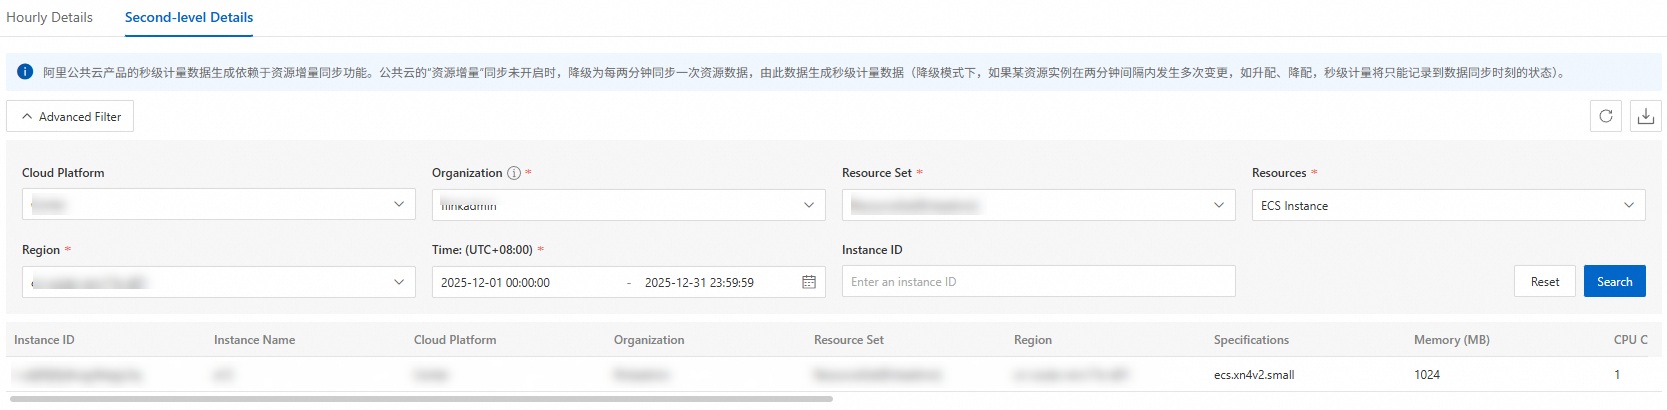 Hourly Details Second-level Details
阿里公共云产品的秒级计量数据生成依赖于资源增量同步功能。公共云的“资源增量”同步未开启时，降级为每两分钟同步一次资源数据，由此数据生成秒级计量数据（降级模式下，如果某资源实例在两分钟间隔内发生多次变更，如升配、降配，秒级计量将只能记录到数据同步时刻的状态）。
Advanced Filter
Cloud Platform Organization * Resource Set * Resources *
ECS Instance
Region * Time: (UTC+08:00) * Instance ID
2025-12-01 00:00:00 - 2025-12-31 23:59:59 Enter an instance ID Reset Search
Instance ID Instance Name Cloud Platform Organization Resource Set Region Specifications Memory (MB) CPU C
ecs.xn4v2.small 1024 1